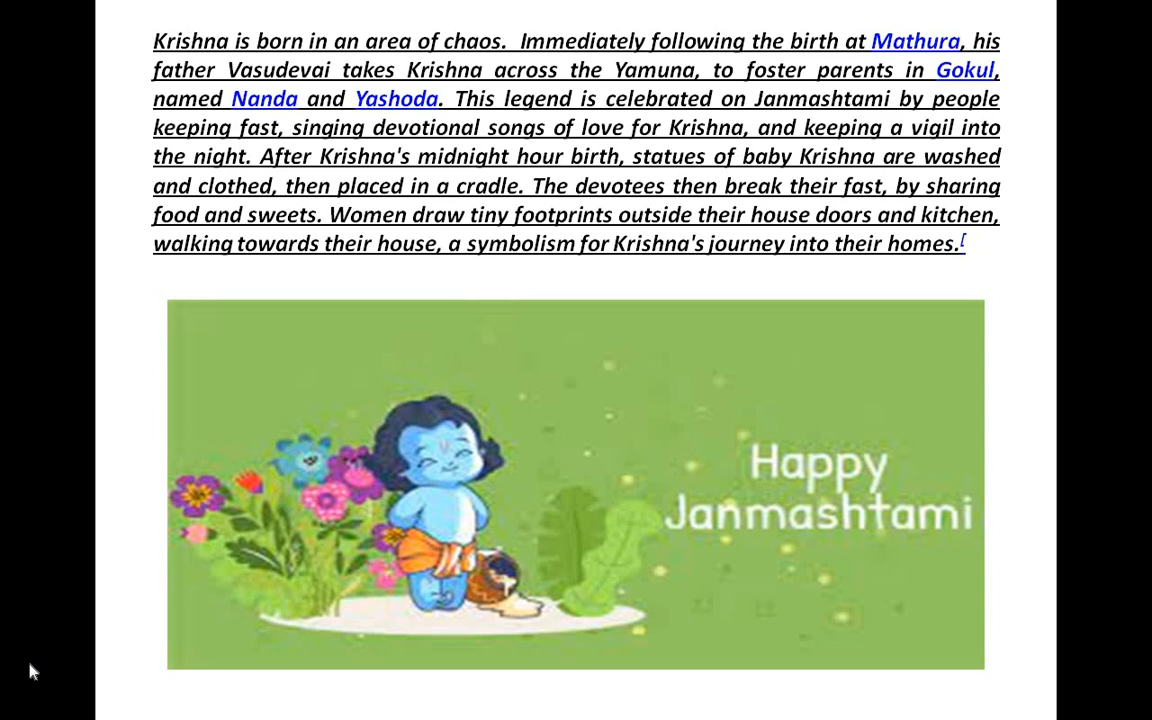 Krishna is born in an area of chaos.  Immediately following the birth at Mathura, his
father Vasudevai takes Krishna across the Yamuna, to foster parents in Gokul,
named Nanda and Yashoda. This legend is celebrated on Janmashtami by people
keeping fast, singing devotional songs of love for Krishna, and keeping a vigil into
the night. After Krishna's midnight hour birth, statues of baby Krishna are washed
and clothed, then placed in a cradle. The devotees then break their fast, by sharing
food and sweets. Women draw tiny footprints outside their house doors and kitchen,
walking towards their house, a symbolism for Krishna's journey into their homes.[
Happy
Janmashtami